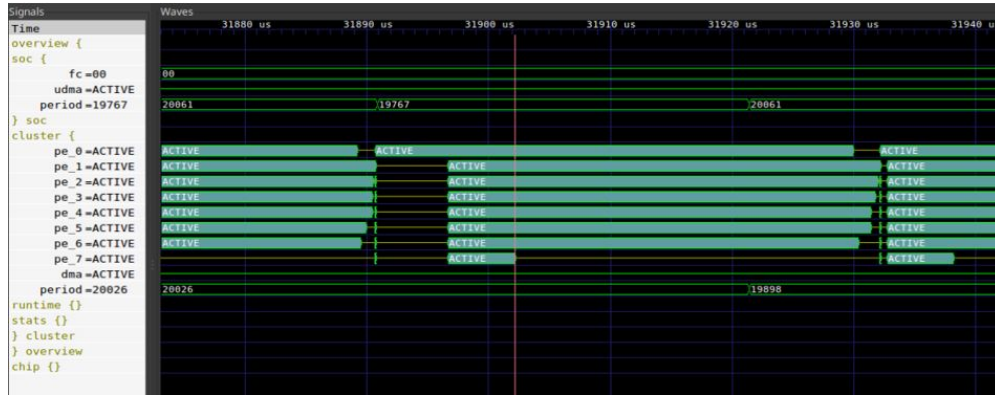 Signals
Time
overview {
soc {
fc =00
udma =ACTIVE
period =19767
} soc
cluster {
pe_0 =ACTIVE
pe_1 =ACTIVE
pe_2 =ACTIVE
pe_3 =ACTIVE
pe_4 =ACTIVE
pe_5 =ACTIVE
pe_6 =ACTIVE
pe_7 =ACTIVE
dma =ACTIVE
period =20026
runtime {}
stats {}
} cluster
} overview
chip {}
Waves
31880 us 31890 us 31900 us 31910 us 31920 us 31930 us 31940 u
00
20061 19767 20061
ACTIVE ACTIVE ACTIVE
ACTIVE ACTIVE ACTIVE
ACTIVE ACTIVE ACTIVE
ACTIVE ACTIVE ACTIVE
ACTIVE ACTIVE ACTIVE
ACTIVE ACTIVE ACTIVE
ACTIVE ACTIVE ACTIVE
ACTIVE ACTIVE
20026 19898